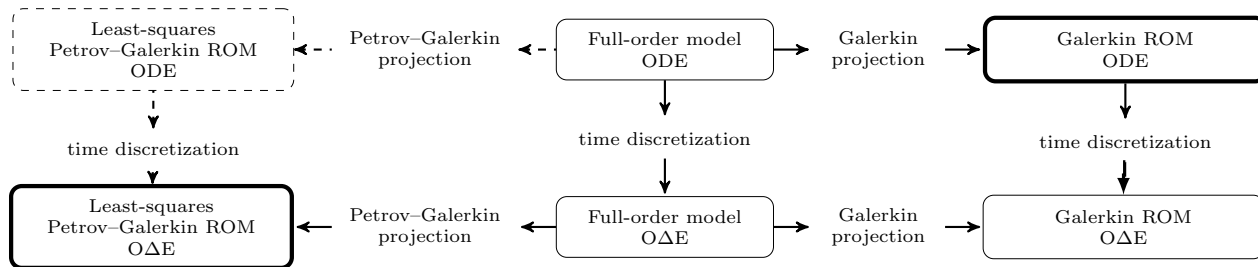 Least-squares
Petrov–Galerkin ROM
ODE
Petrov–Galerkin
projection
Full-order model
ODE
Galerkin
projection
Galerkin ROM
ODE
time discretization
time discretization
time discretization
Least-squares
Petrov–Galerkin ROM
OΔE
Petrov–Galerkin
projection
Full-order model
OΔE
Galerkin
projection
Galerkin ROM
OΔE